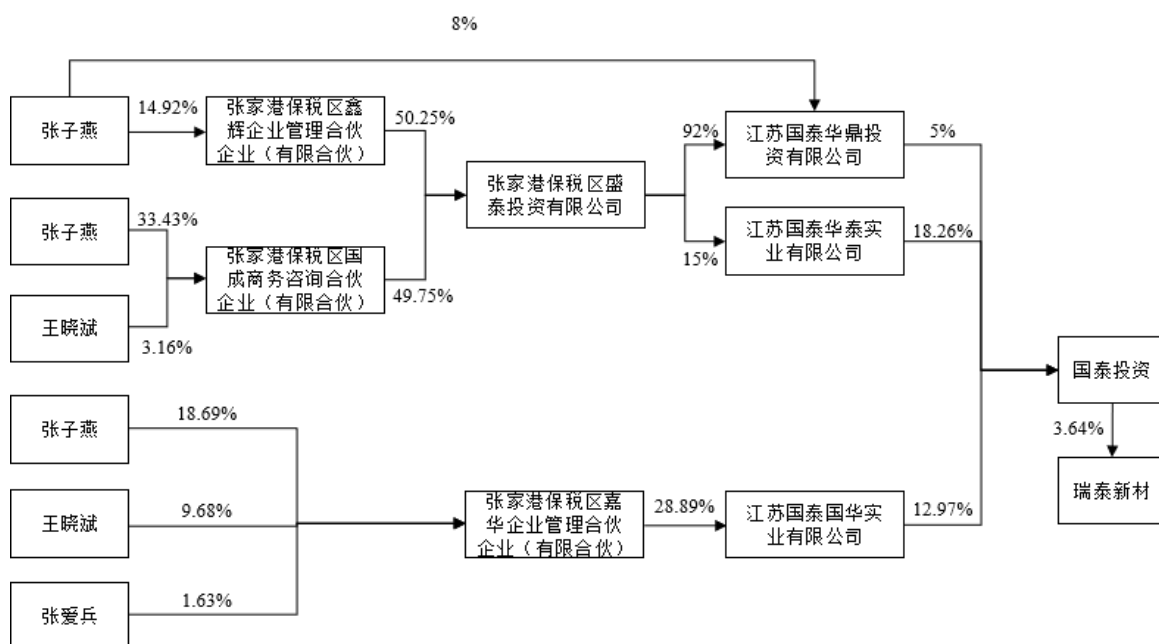 8%
张子燕
14.92%
张家港保税区鑫
辉企业管理合伙
企业（有限合伙）
50.25%
92%
江苏国泰华鼎投
资有限公司
5%
张家港保税区盛
泰投资有限公司
张子燕
33.43%
张家港保税区国
成商务咨询合伙
企业（有限合伙）
49.75%
15%
江苏国泰华泰实
业有限公司
18.26%
王晓斌
3.16%
国泰投资
3.64%
瑞泰新材
张子燕
18.69%
王晓斌
9.68%
张家港保税区嘉
华企业管理合伙
企业（有限合伙）
28.89%
江苏国泰国华实
业有限公司
12.97%
张爱兵
1.63%